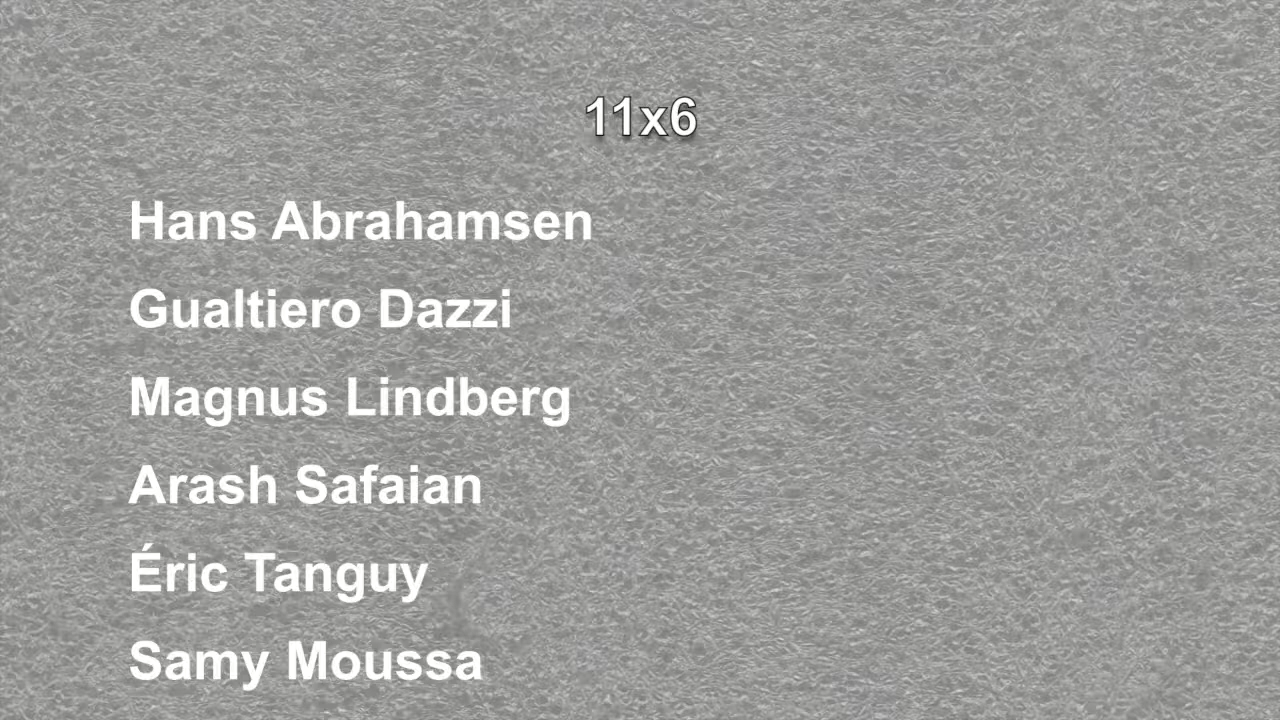 11x6
Hans Abrahamsen
Gualtiero Dazzi
Magnus Lindberg
Arash Safaian
Éric Tanguy
Samy Moussa